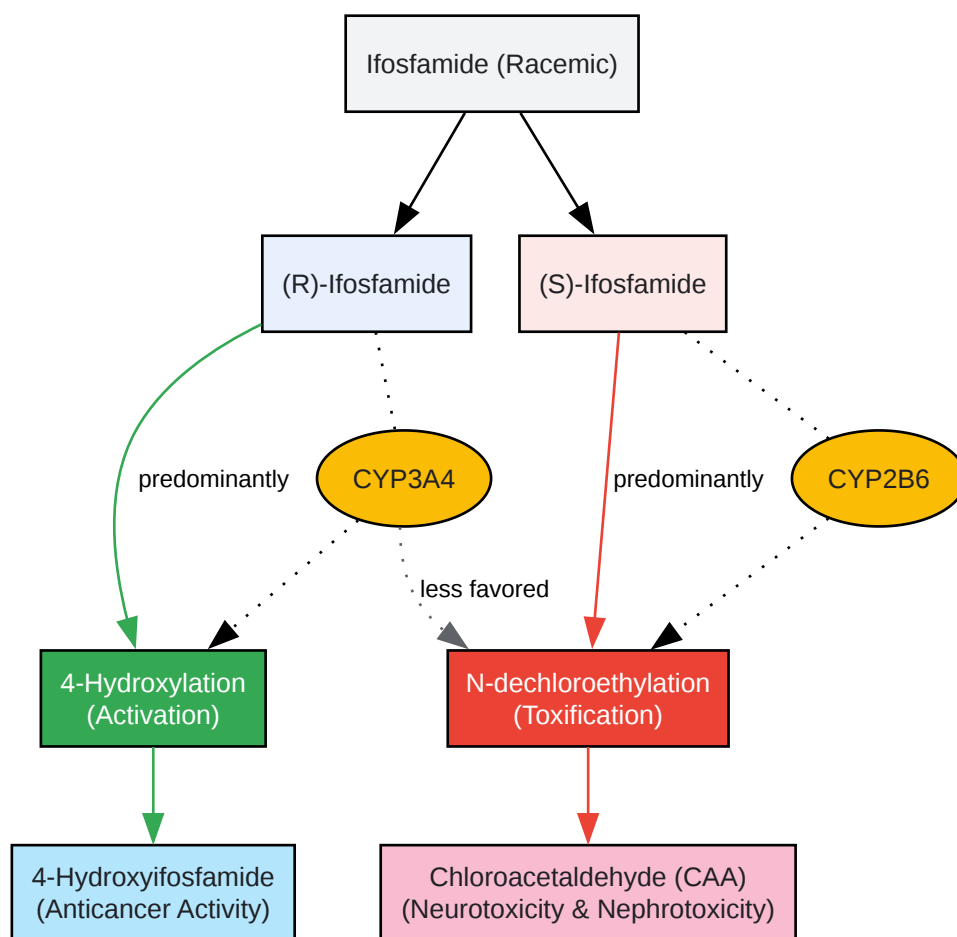 Ifosfamide (Racemic)
(R)-Ifosfamide
(S)-Ifosfamide
predominantly
CYP3A4
predominantly
CYP2B6
less favored
4-Hydroxylation
(Activation)
N-dechloroethylation
(Toxification)
4-Hydroxyifosfamide
(Anticancer Activity)
Chloroacetaldehyde (CAA)
(Neurotoxicity & Nephrotoxicity)